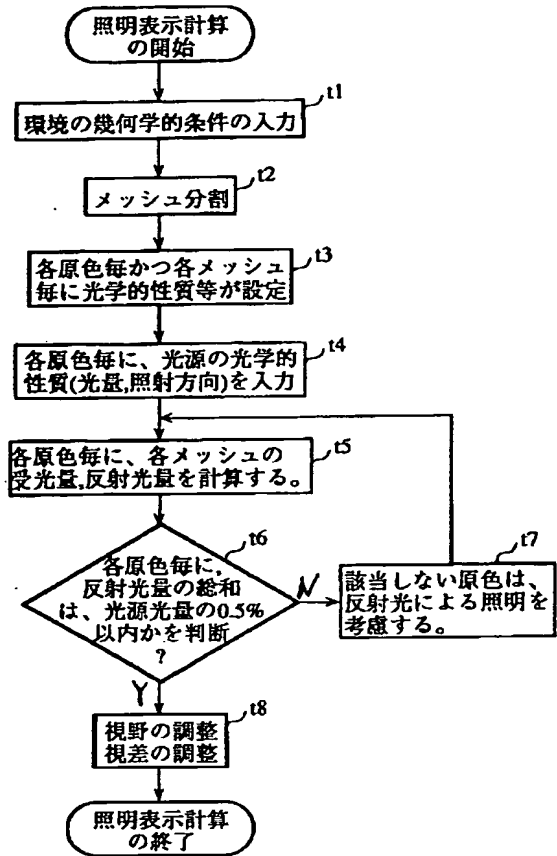 照明表示計算
の開始
t1
環境の幾何学的条件の入力
t2
メッシュ分割
t3
各原色毎かつ各メッシュ
毎に光学的性質等が設定
t4
各原色毎に、光源の光学的
性質(光量,照射方向)を入力
t5
各原色毎に、各メッシュの
受光量,反射光量を計算する。
t6
各原色毎に,
反射光量の総和
は、光源光量の0.5%
以内かを判断
?
N
t7
該当しない原色は、
反射光による照明を
考慮する。
Y
t8
視野の調整
視差の調整
照明表示計算
の終了